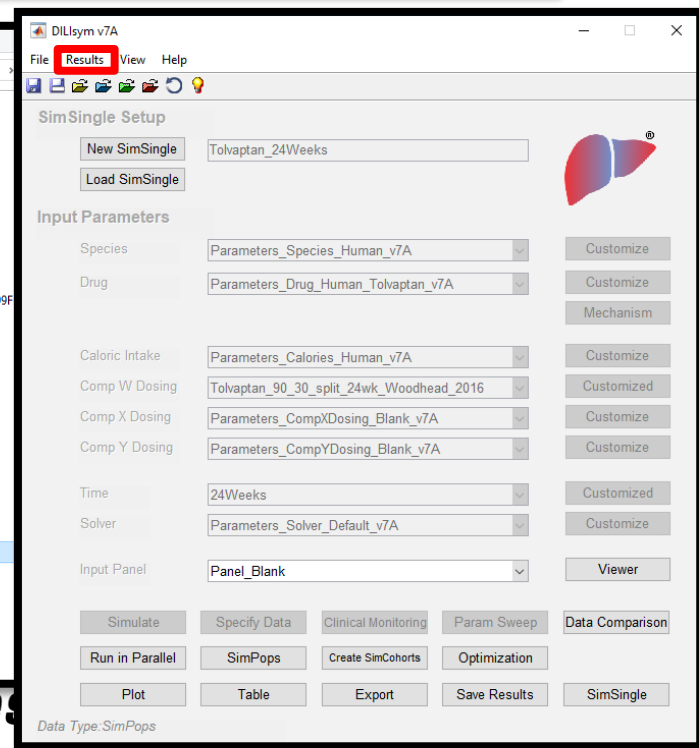 DILIsym v7A
File Results View Help
SimSingle Setup
New SimSingle Tolvaptan_24Weeks
Load SimSingle
®
Input Parameters
Species Parameters_Species_Human_v7A Customize
Drug Parameters_Drug_Human_Tolvaptan_v7A Customize
Mechanism
Caloric Intake Parameters_Calories_Human_v7A Customize
Comp W Dosing Tolvaptan_90_30_split_24wk_Woodhead_2016 Customized
Comp X Dosing Parameters_CompXDosing_Blank_v7A Customize
Comp Y Dosing Parameters_CompYDosing_Blank_v7A Customize
Time 24Weeks Customized
Solver Parameters_Solver_Default_v7A Customize
Input Panel Panel_Blank Viewer
Simulate Specify Data Clinical Monitoring Param Sweep Data Comparison
Run in Parallel SimPops Create SimCohorts Optimization
Plot Table Export Save Results SimSingle
Data Type:SimPops